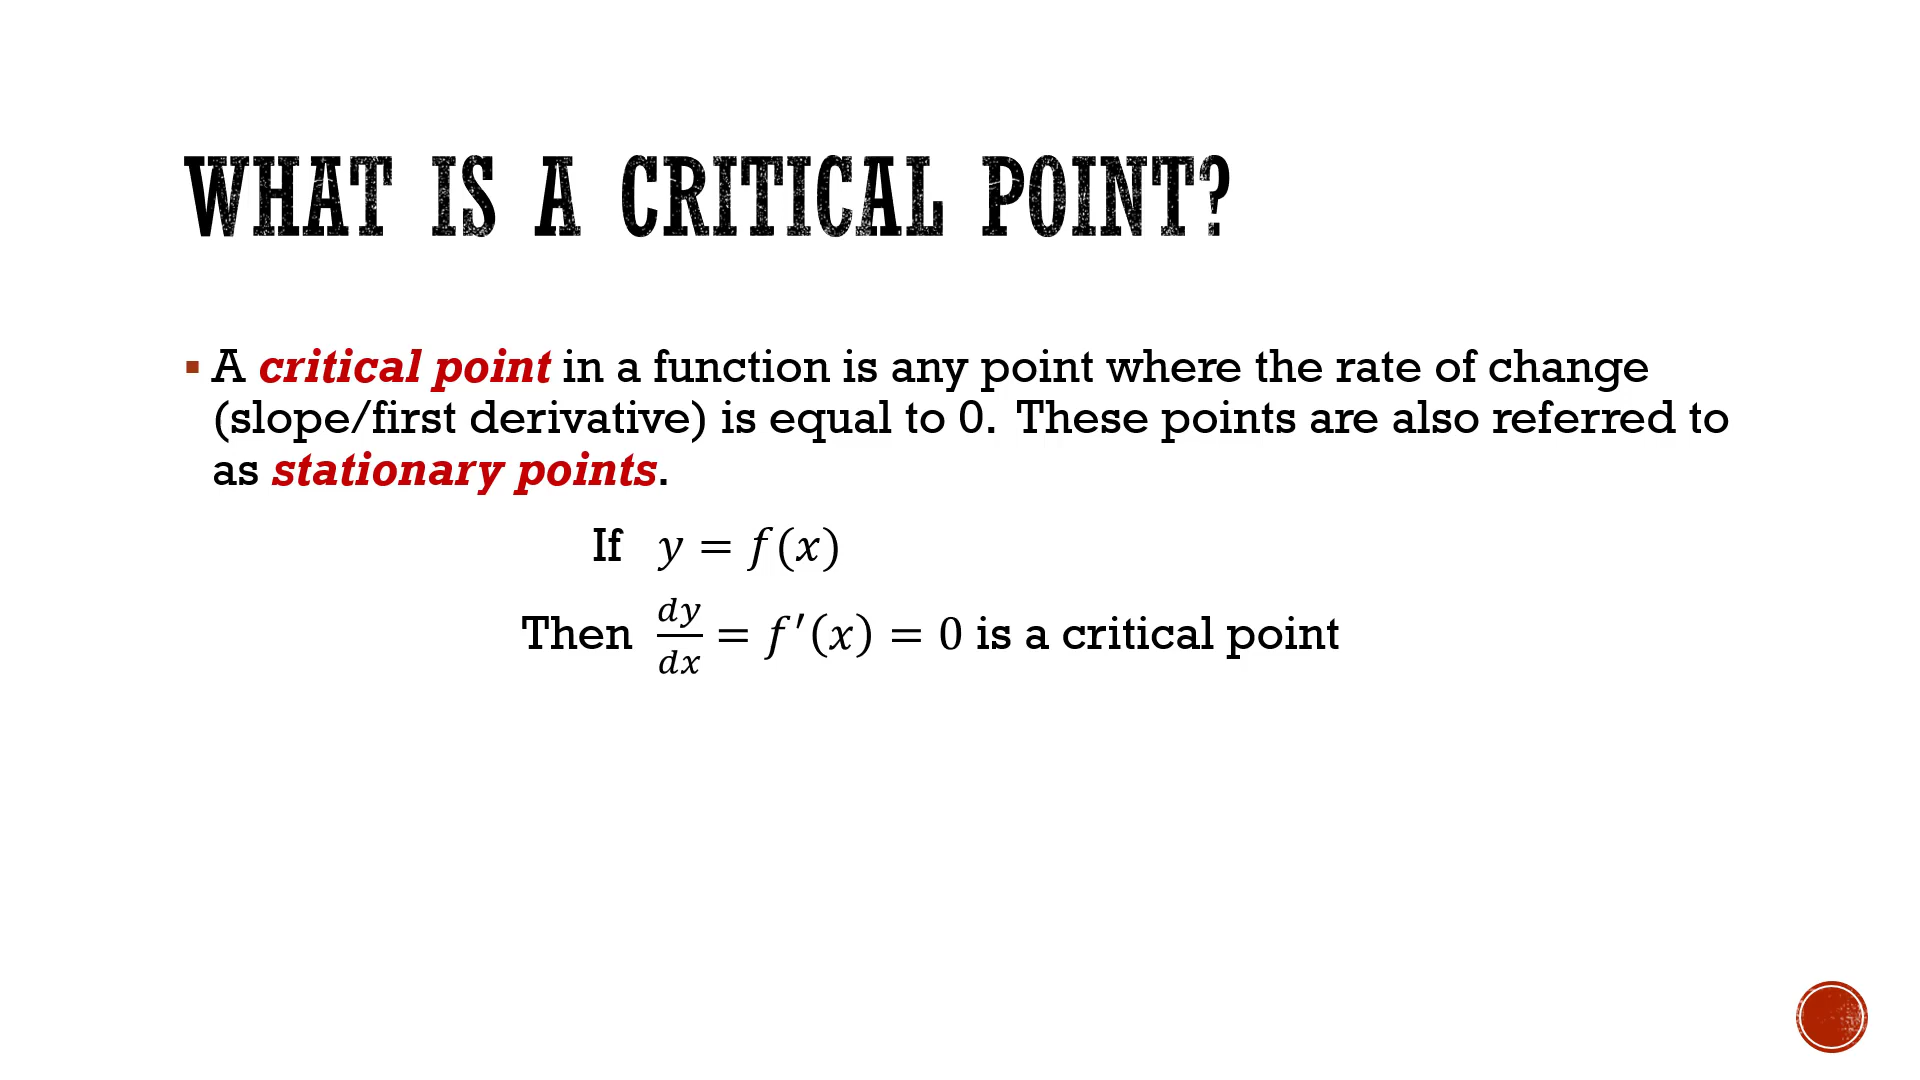 WHAT IS A CRITICAL POINT?
▪ A critical point in a function is any point where the rate of change
(slope/first derivative) is equal to 0. These points are also referred to
as stationary points.
If y = f(x)
Then dy/dx = f′(x) = 0 is a critical point